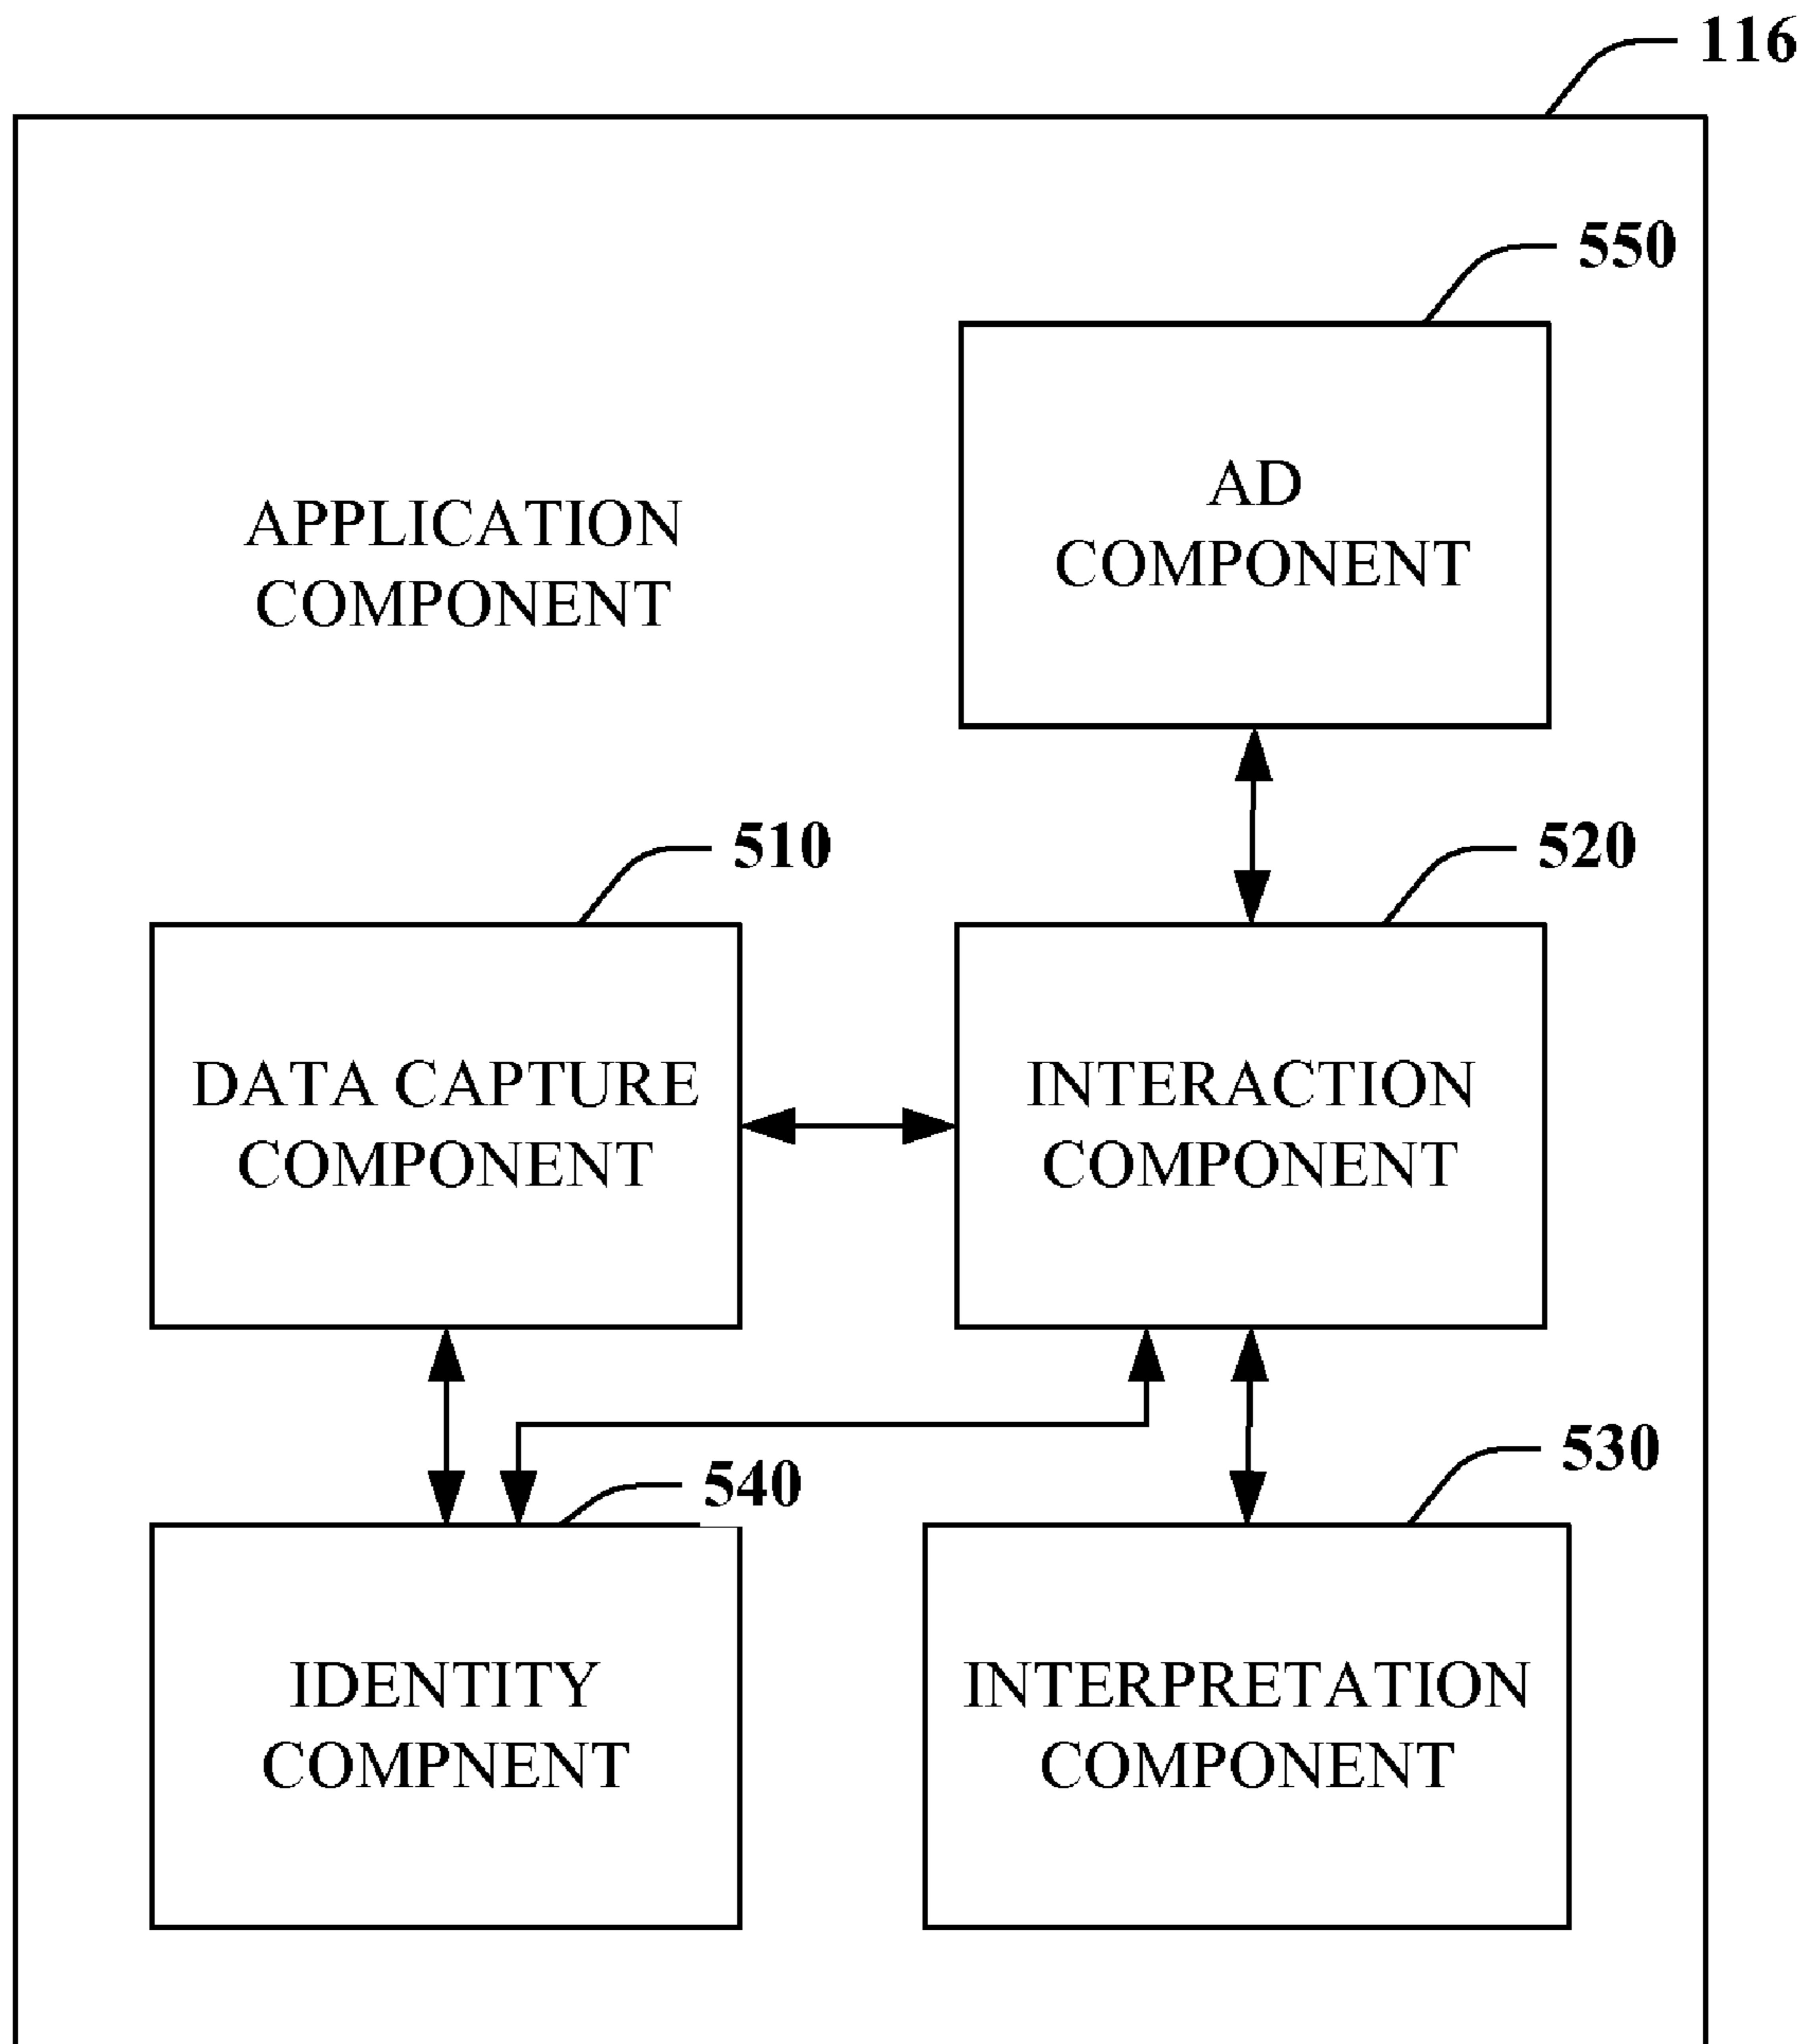 116
550
AD
COMPONENT
APPLICATION
COMPONENT
510
520
DATA CAPTURE
COMPONENT
INTERACTION
COMPONENT
540
530
IDENTITY
COMPNENT
INTERPRETATION
COMPONENT